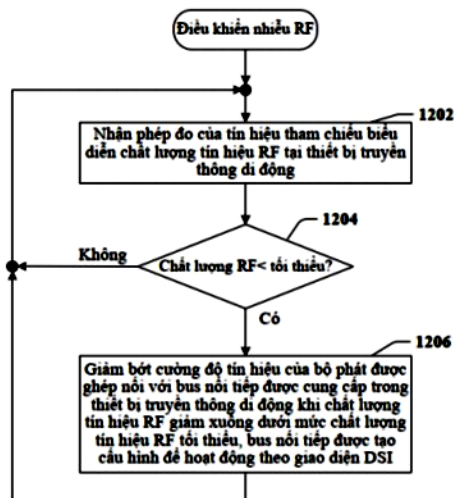 Điều khiển nhiễu RF
1202
Nhận phép đo của tín hiệu tham chiếu biểu
diễn chất lượng tín hiệu RF tại thiết bị truyền
thông di động
1204
Không
Chất lượng RF< tối thiểu?
Có
1206
Giảm bớt cường độ tín hiệu của bộ phát được
ghép nối với bus nối tiếp được cung cấp trong
thiết bị truyền thông di động khi chất lượng
tín hiệu RF giảm xuống dưới mức chất lượng
tín hiệu RF tối thiểu, bus nối tiếp được tạo
cấu hình để hoạt động theo giao diện DSI